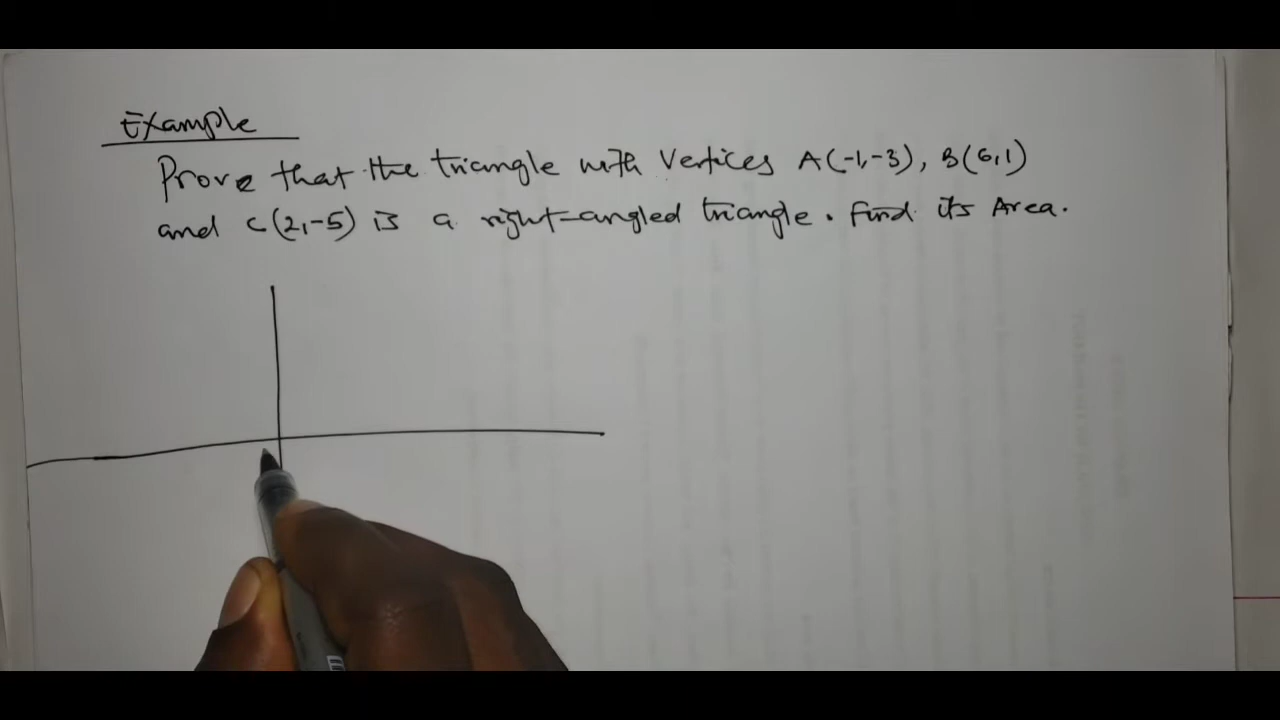 Example
Prove that the triangle with Vertices A(-1,-3), B(6,1)
and C(2,-5) is a right-angled triangle. Find its Area.